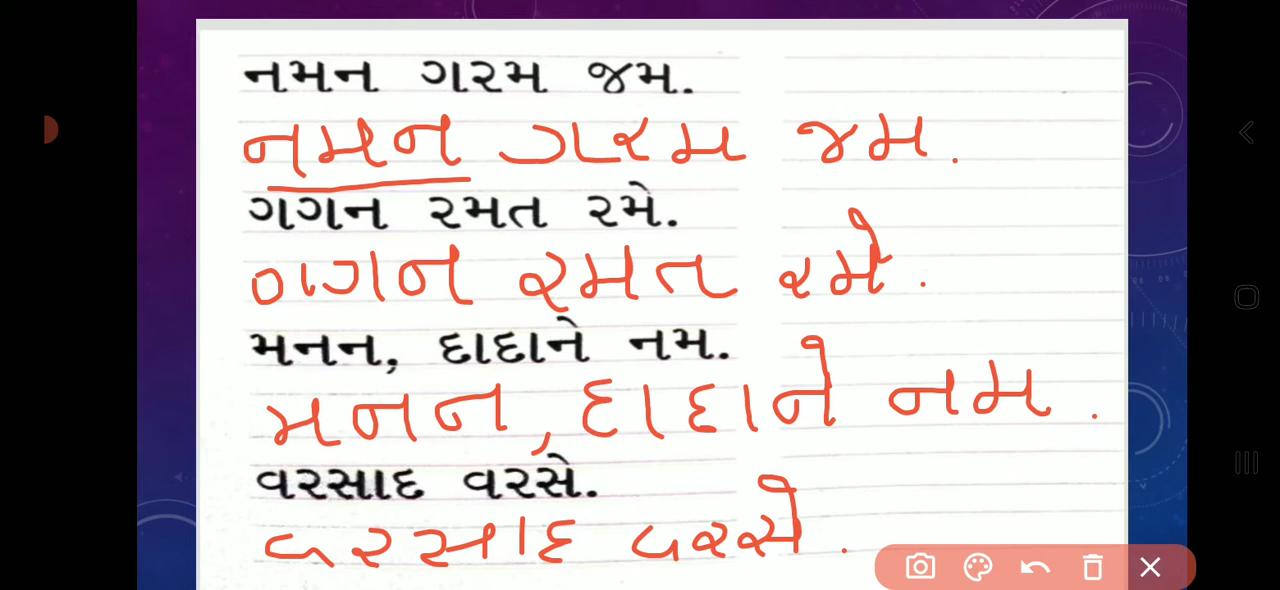 નમન ગરમ જમ.
નમન ગરમ જમ.
ગગન રમત રમે.
ગગન રમત રમે.
મનન, દાદાને નમ.
મનન, દાદાને નમ.
વરસાદ વરસે.
વરસાદ વરસે.